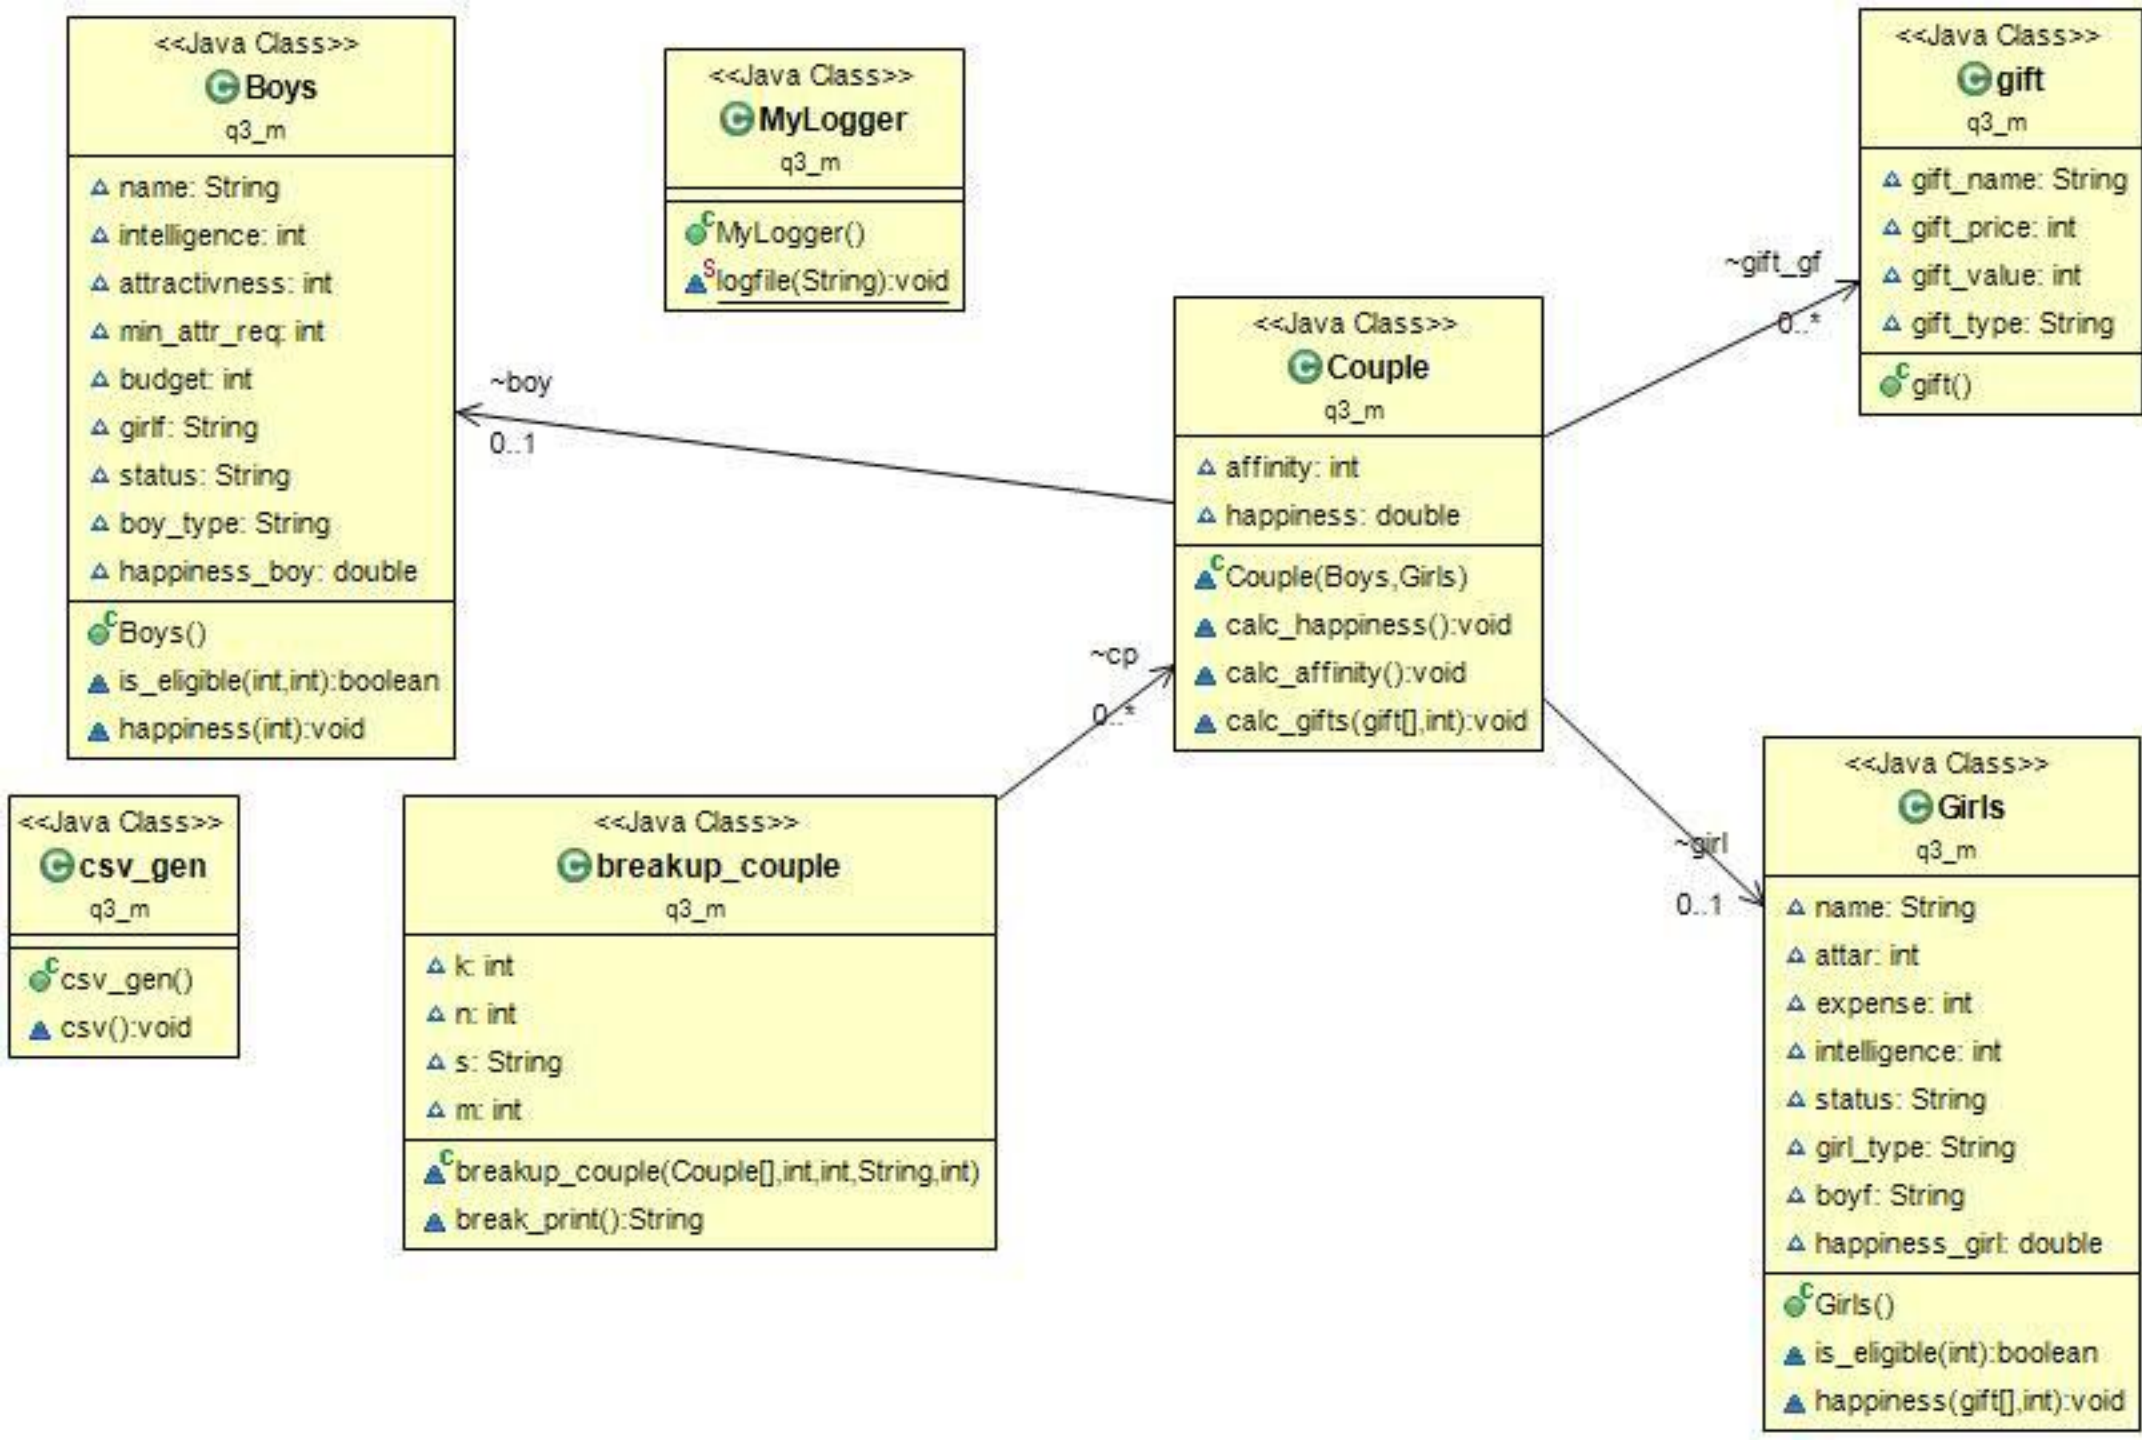 <<Java Class>>
Boys
q3_m
name: String
intelligence: int
attractivness: int
min_attr_req: int
budget: int
girlf: String
status: String
boy_type: String
happiness_boy: double
Boys()
is_eligible(int,int):boolean
happiness(int):void
<<Java Class>>
MyLogger
q3_m
MyLogger()
logfile(String):void
<<Java Class>>
gift
q3_m
gift_name: String
gift_price: int
gift_value: int
gift_type: String
gift()
~gift_gf
0..*
~boy
0..1
<<Java Class>>
Couple
q3_m
affinity: int
happiness: double
Couple(Boys,Girls)
calc_happiness():void
calc_affinity():void
calc_gifts(gift[],int):void
~cp
0..*
~girl
0..1
<<Java Class>>
csv_gen
q3_m
csv_gen()
csv():void
<<Java Class>>
breakup_couple
q3_m
k: int
n: int
s: String
m: int
breakup_couple(Couple[],int,int,String,int)
break_print():String
<<Java Class>>
Girls
q3_m
name: String
attar: int
expense: int
intelligence: int
status: String
girl_type: String
boyf: String
happiness_girl: double
Girls()
is_eligible(int):boolean
happiness(gift[],int):void